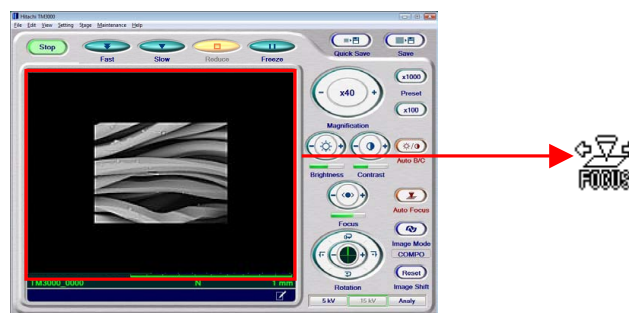 Hitachi TM3000
File Edit View Setting Stage Maintenance Help
Stop
Fast
Slow
Reduce
Freeze
Quick Save
Save
- x40 +
Magnification
x1000
Preset
x100
Brightness
Contrast
Auto B/C
Focus
Auto Focus
Image Mode
COMPO
Rotation
Reset
Image Shift
TM3000_0000 N 1 mm
5 kV 15 kV Analy
FOCUS